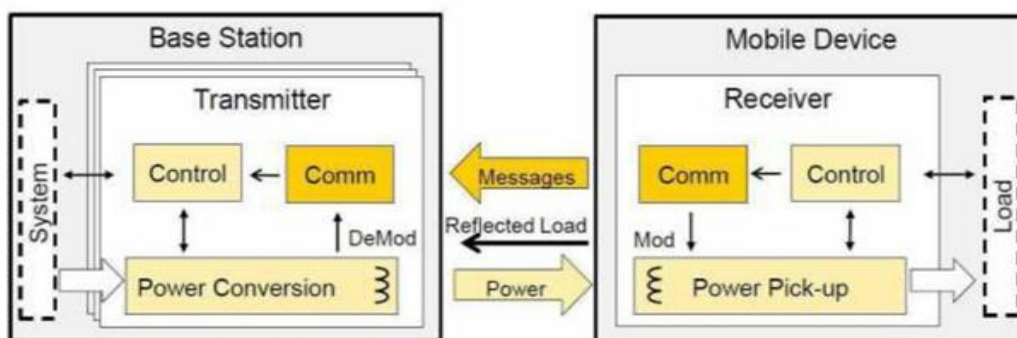 Base Station
Transmitter
System
Control
Comm
DeMod
Power Conversion
Messages
Reflected Load
Power
Mobile Device
Receiver
Comm
Control
Mod
Power Pick-up
Load